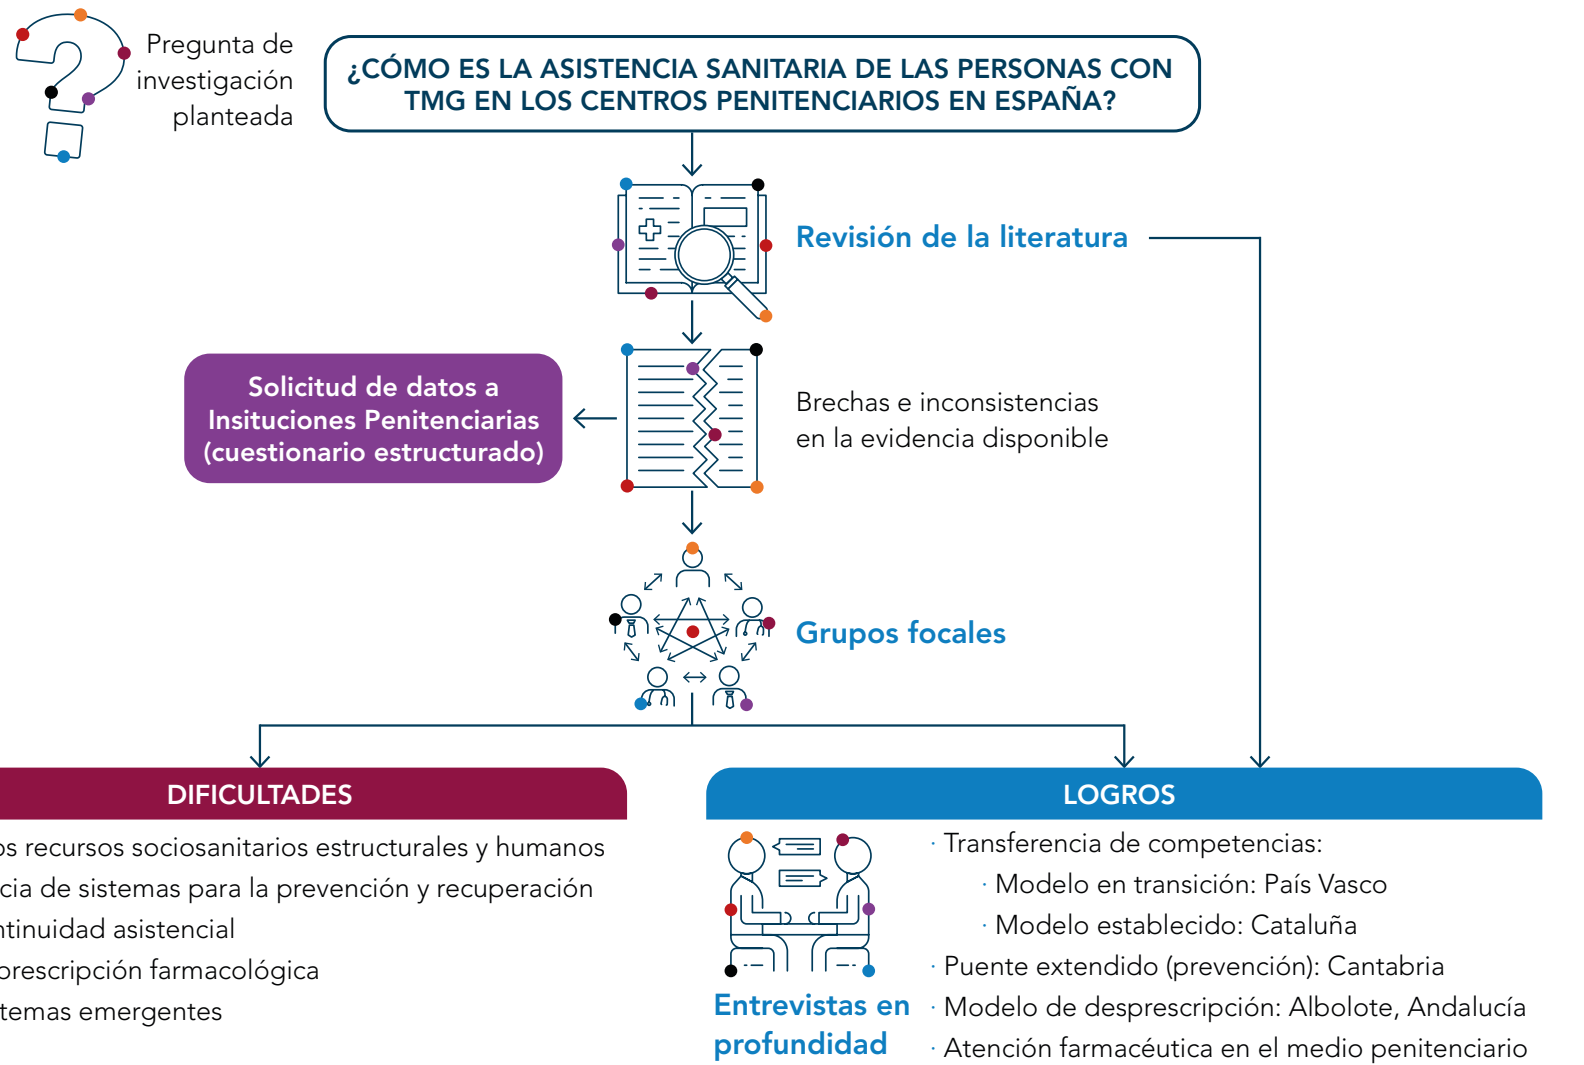 Pregunta de
investigación
planteada
¿CÓMO ES LA ASISTENCIA SANITARIA DE LAS PERSONAS CON
TMG EN LOS CENTROS PENITENCIARIOS EN ESPAÑA?
Revisión de la literatura
Solicitud de datos a
Insituciones Penitenciarias
(cuestionario estructurado)
Brechas e inconsistencias
en la evidencia disponible
Grupos focales
DIFICULTADES
recursos sociosanitarios estructurales y humanos
de sistemas para la prevención y recuperación
asistencial
prescripción farmacológica
emergentes
LOGROS
Entrevistas en
profundidad
· Transferencia de competencias:
· Modelo en transición: País Vasco
· Modelo establecido: Cataluña
· Puente extendido (prevención): Cantabria
· Modelo de desprescripción: Albolote, Andalucía
· Atención farmacéutica en el medio penitenciario